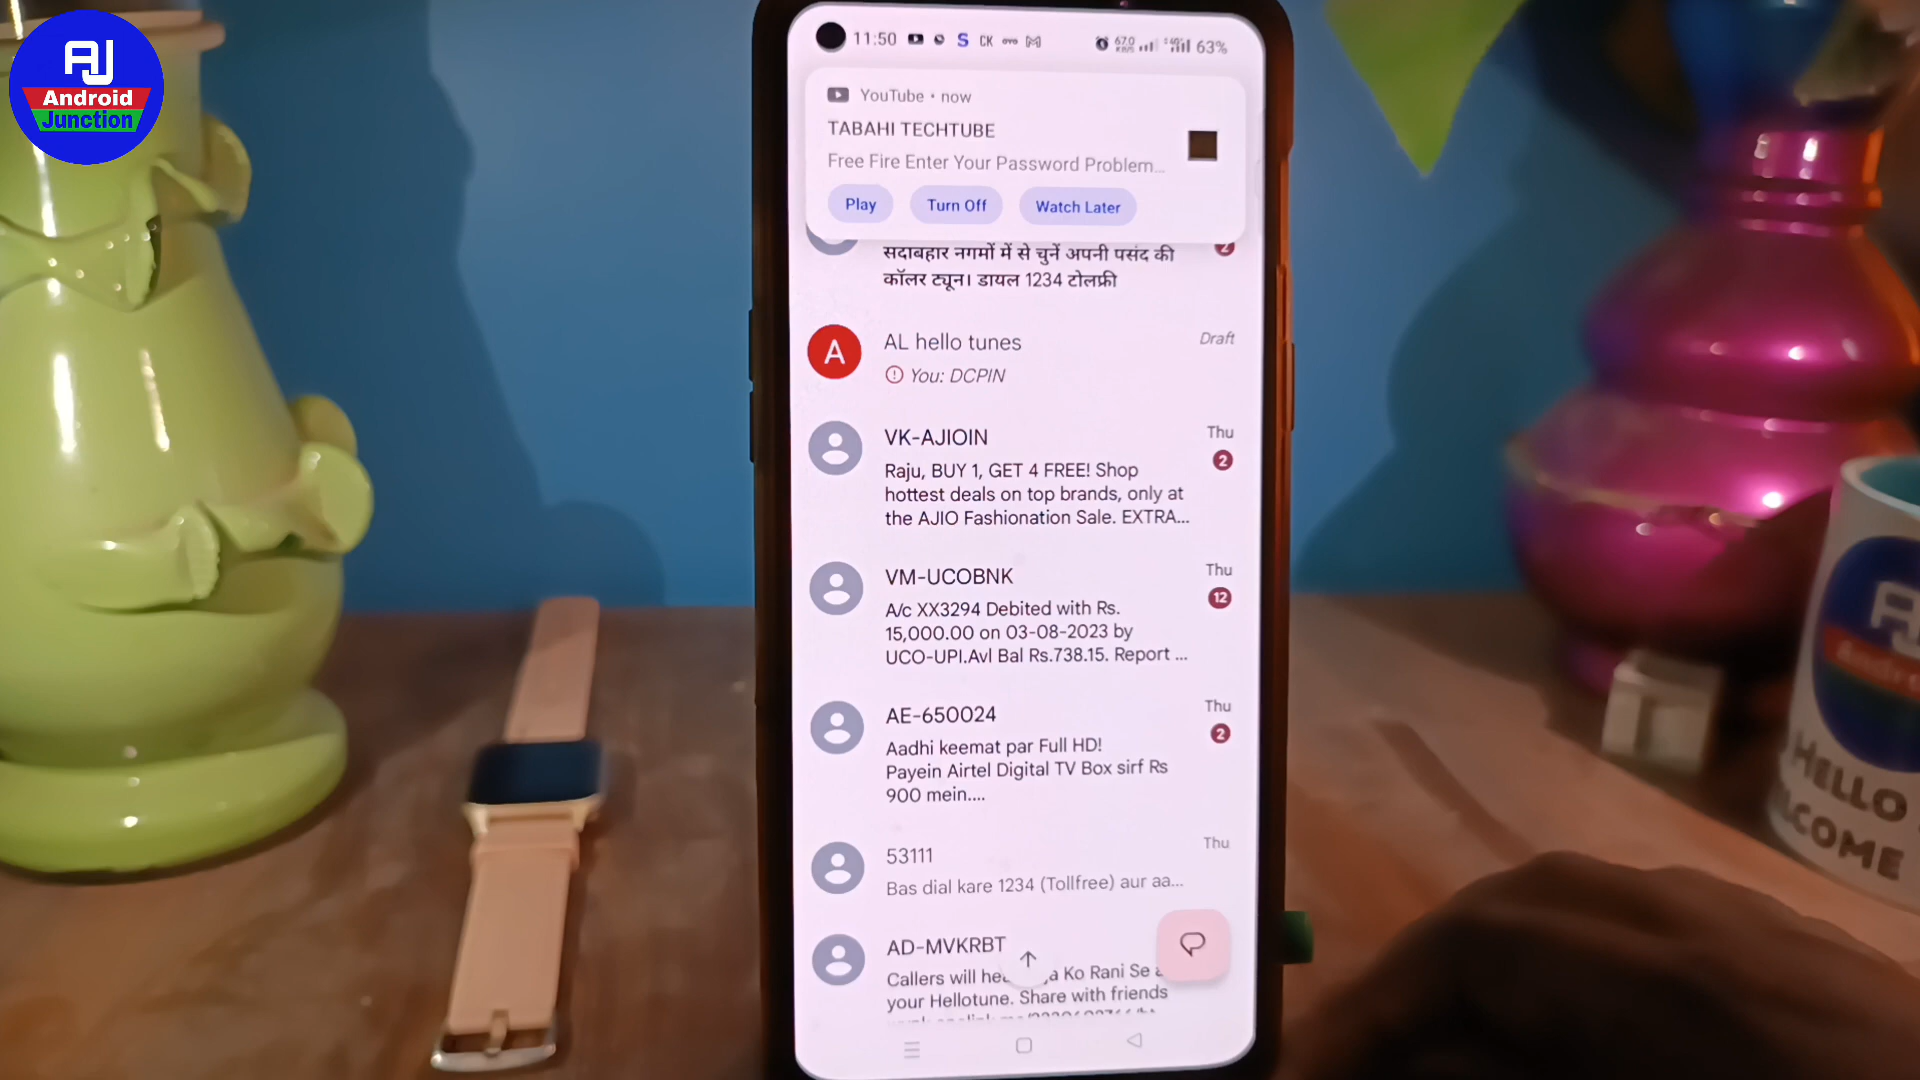 AJ
Android
Junction
11:50
S
CK
63%
YouTube • now
TABAHI TECHTUBE
Free Fire Enter Your Password Problem...
Play
Turn Off
Watch Later
सदाबहार नगमों में से चुनें अपनी पसंद की
कॉलर ट्यून। डायल 1234 टोलफ्री
2
A
AL hello tunes
Draft
You: DCPIN
VK-AJIOIN
Thu
Raju, BUY 1, GET 4 FREE! Shop
2
hottest deals on top brands, only at
the AJIO Fashionation Sale. EXTRA...
VM-UCOBNK
Thu
A/c XX3294 Debited with Rs.
12
15,000.00 on 03-08-2023 by
UCO-UPI.Avl Bal Rs.738.15. Report ...
AE-650024
Thu
Aadhi keemat par Full HD!
2
Payein Airtel Digital TV Box sirf Rs
900 mein....
53111
Thu
Bas dial kare 1234 (Tollfree) aur aa...
AD-MVKRBT
Callers will he a Ko Rani Se
your Hellotune. Share with friends
AJ
HELLO